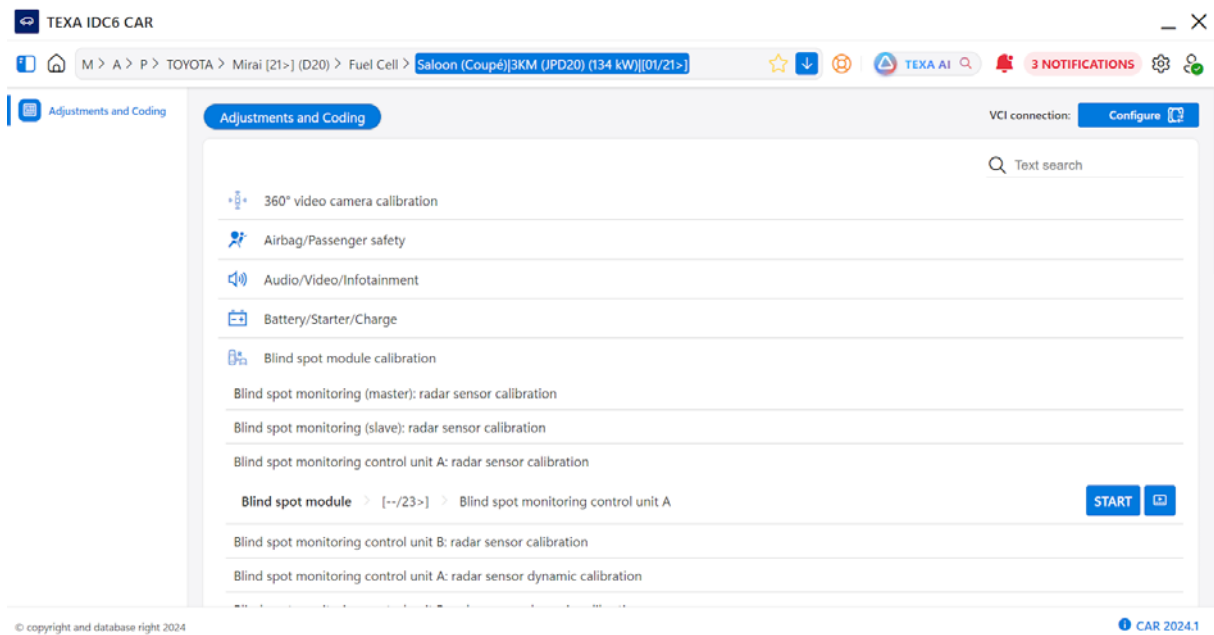 TEXA IDC6 CAR
M > A > P > TOYOTA > Mirai [21>] (D20) > Fuel Cell > Saloon (Coupé)|3KM (JPD20) (134 kW)|[01/21>]
TEXA AI
3 NOTIFICATIONS
Adjustments and Coding
Adjustments and Coding
VCI connection:
Configure
Text search
360° video camera calibration
Airbag/Passenger safety
Audio/Video/Infotainment
Battery/Starter/Charge
Blind spot module calibration
Blind spot monitoring (master): radar sensor calibration
Blind spot monitoring (slave): radar sensor calibration
Blind spot monitoring control unit A: radar sensor calibration
Blind spot module > [--/23>] > Blind spot monitoring control unit A
START
Blind spot monitoring control unit B: radar sensor calibration
Blind spot monitoring control unit A: radar sensor dynamic calibration
© copyright and database right 2024
CAR 2024.1